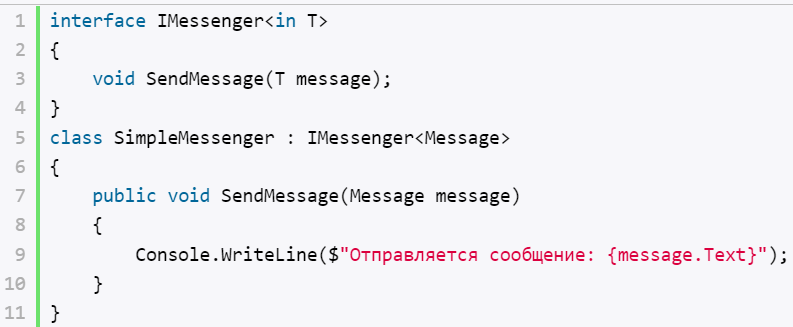 1 interface IMessenger<in T>
2 {
3     void SendMessage(T message);
4 }
5 class SimpleMessenger : IMessenger<Message>
6 {
7     public void SendMessage(Message message)
8     {
9         Console.WriteLine($"Отправляется сообщение: {message.Text}");
10     }
11 }